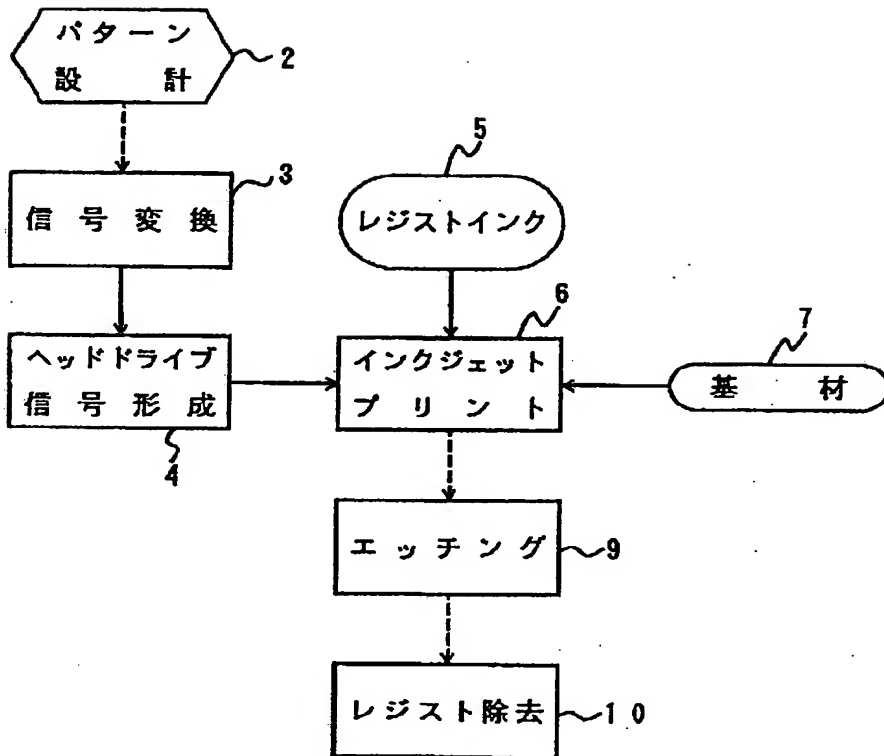 パターン
設計
2
信号変換
3
ヘッドドライブ
信号形成
4
レジストインク
5
インクジェット
プリント
6
基材
7
エッチング
9
レジスト除去
10